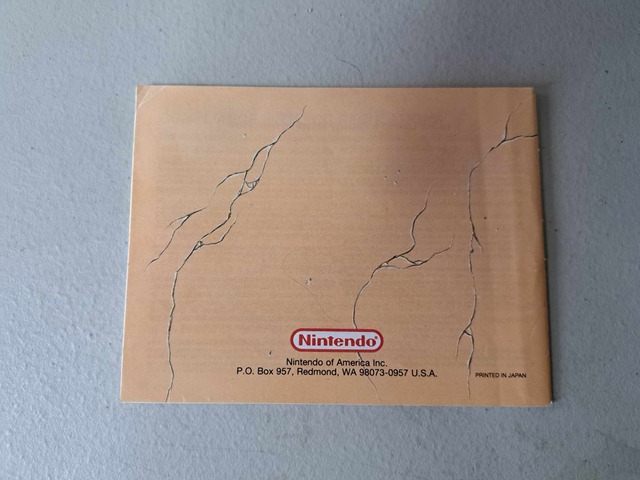 Nintendo
Nintendo of America Inc.
P.O. Box 957, Redmond, WA 98073-0957 U.S.A.
PRINTED IN JAPAN